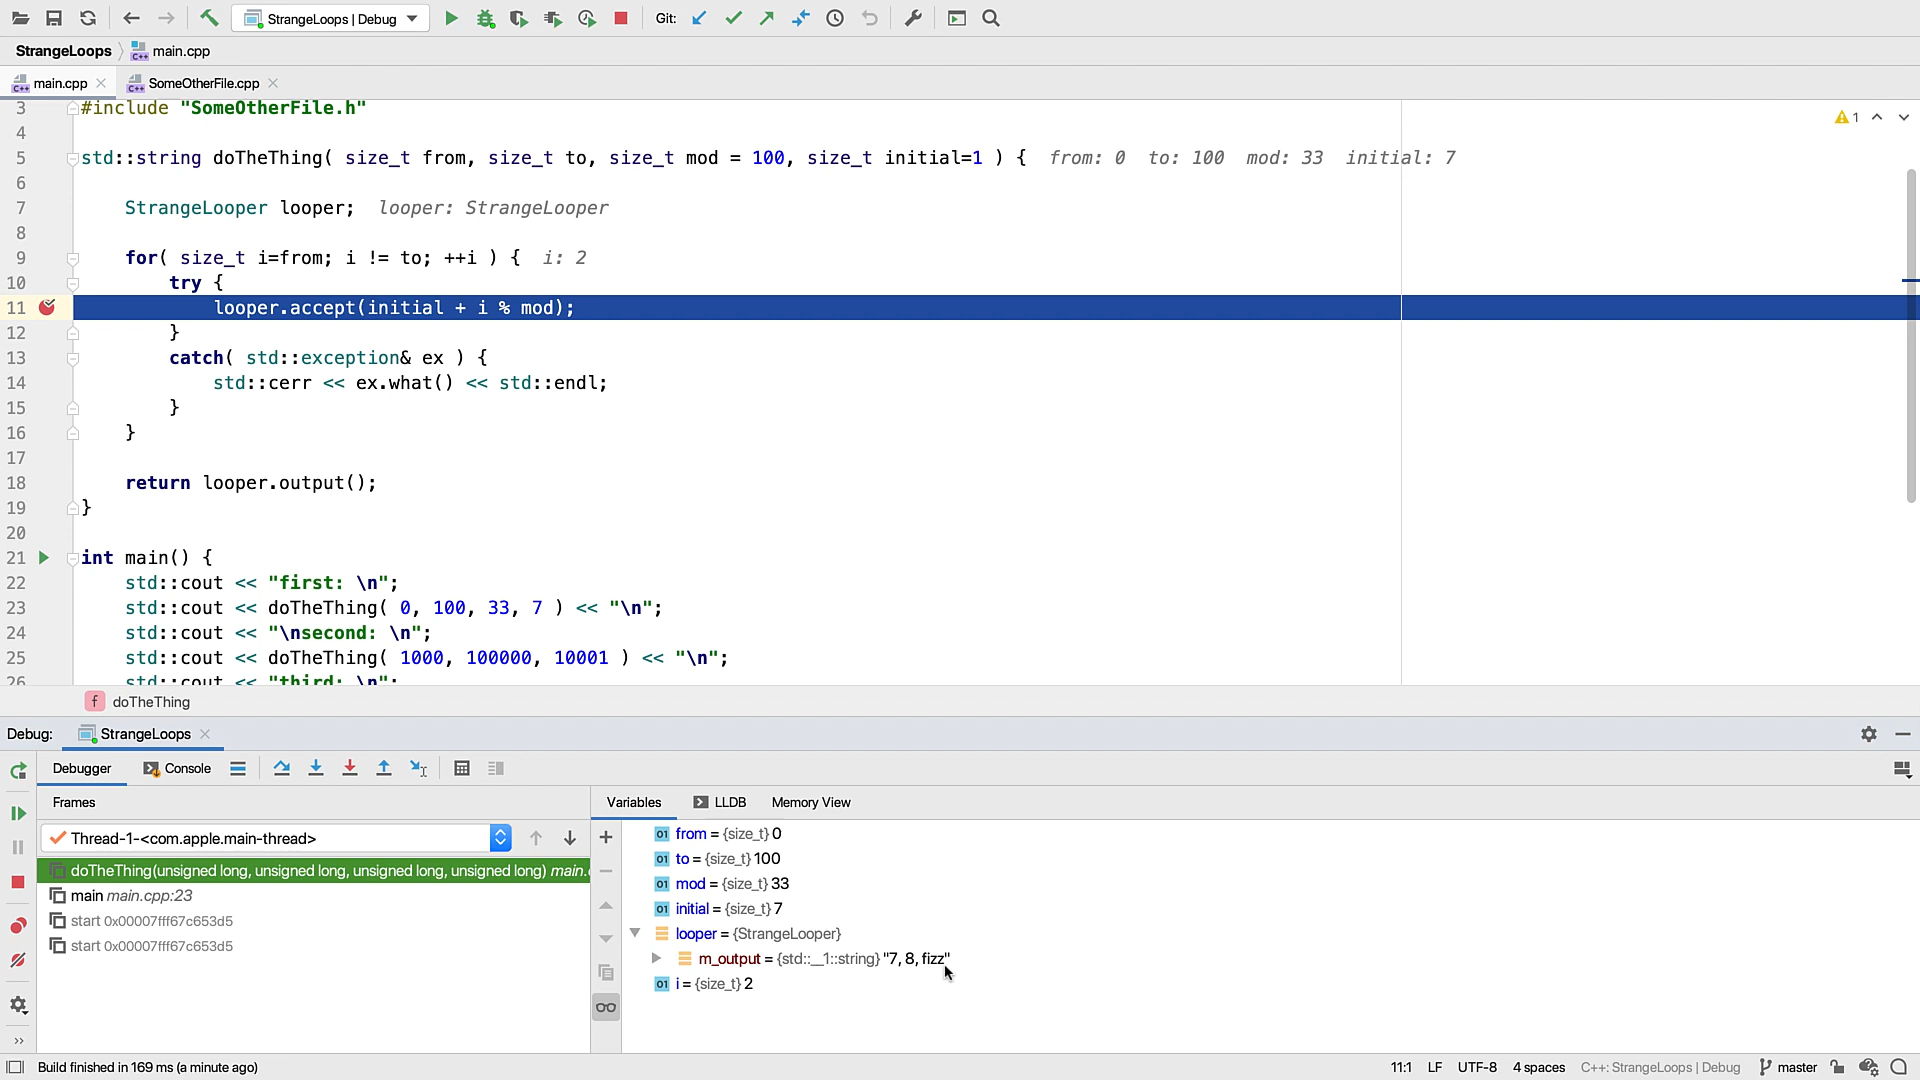 StrangeLoops | Debug Git:
StrangeLoops main.cpp
main.cpp SomeOtherFile.cpp
3 #include "SomeOtherFile.h"
1
4
5 std::string doTheThing( size_t from, size_t to, size_t mod = 100, size_t initial=1 ) { from: 0 to: 100 mod: 33 initial: 7
6
7 StrangeLooper looper; looper: StrangeLooper
8
9 for( size_t i=from; i != to; ++i ) { i: 2
10 try {
11 looper.accept(initial + i % mod);
12 }
13 catch( std::exception& ex ) {
14 std::cerr << ex.what() << std::endl;
15 }
16 }
17
18 return looper.output();
19 }
20
21 int main() {
22 std::cout << "first: \n";
23 std::cout << doTheThing( 0, 100, 33, 7 ) << "\n";
24 std::cout << "\nsecond: \n";
25 std::cout << doTheThing( 1000, 100000, 10001 ) << "\n";
26 std::cout << "third: \n";
f doTheThing
Debug: StrangeLoops
Debugger Console
Frames
Variables LLDB Memory View
Thread-1-<com.apple.main-thread>
doTheThing(unsigned long, unsigned long, unsigned long, unsigned long) main.
main main.cpp:23
start 0x00007fff67c653d5
start 0x00007fff67c653d5
01 from = {size_t} 0
01 to = {size_t} 100
01 mod = {size_t} 33
01 initial = {size_t} 7
looper = {StrangeLooper}
m_output = {std::__1::string} "7, 8, fizz"
01 i = {size_t} 2
Build finished in 169 ms (a minute ago)
11:1 LF UTF-8 4 spaces C++: StrangeLoops | Debug master